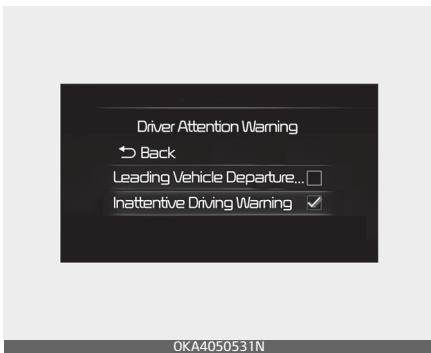 Driver Attention Warning
Back
Leading Vehicle Departure...
Inattentive Driving Warning
OKA4050531N